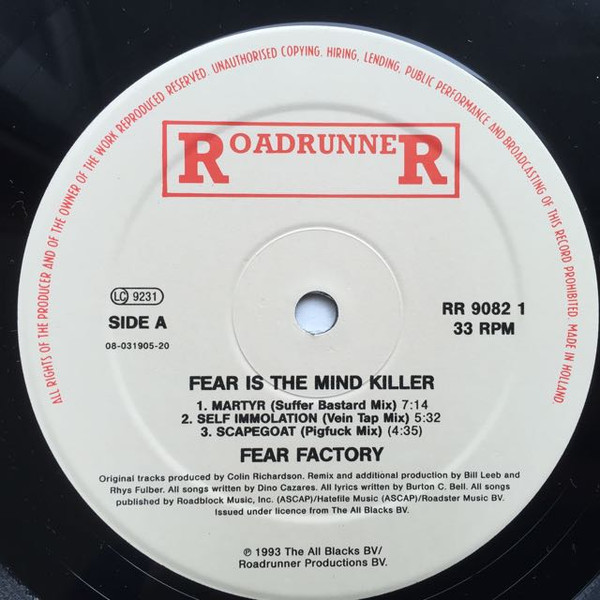 ALL RIGHTS OF THE PRODUCER AND OF THE OWNER OF THE WORK REPRODUCED RESERVED. UNAUTHORISED COPYING, HIRING, LENDING, PUBLIC PERFORMANCE AND BROADCASTING OF THIS RECORD PROHIBITED. MADE IN HOLLAND.
ROADRUNNER
LC 9231
SIDE A
08-031905-20
RR 9082 1
33 RPM
FEAR IS THE MIND KILLER
1. MARTYR (Suffer Bastard Mix) 7:14
2. SELF IMMOLATION (Vein Tap Mix) 5:32
3. SCAPEGOAT (Pigfuck Mix) (4:35)
FEAR FACTORY
Original tracks produced by Colin Richardson. Remix and additional production by Bill Leeb and
Rhys Fulber. All songs written by Dino Cazares. All lyrics written by Burton C. Bell. All songs
published by Roadblock Music, Inc. (ASCAP)/Hatefile Music (ASCAP)/Roadster Music BV.
Issued under licence from The All Blacks BV.
℗ 1993 The All Blacks BV/
Roadrunner Productions BV.